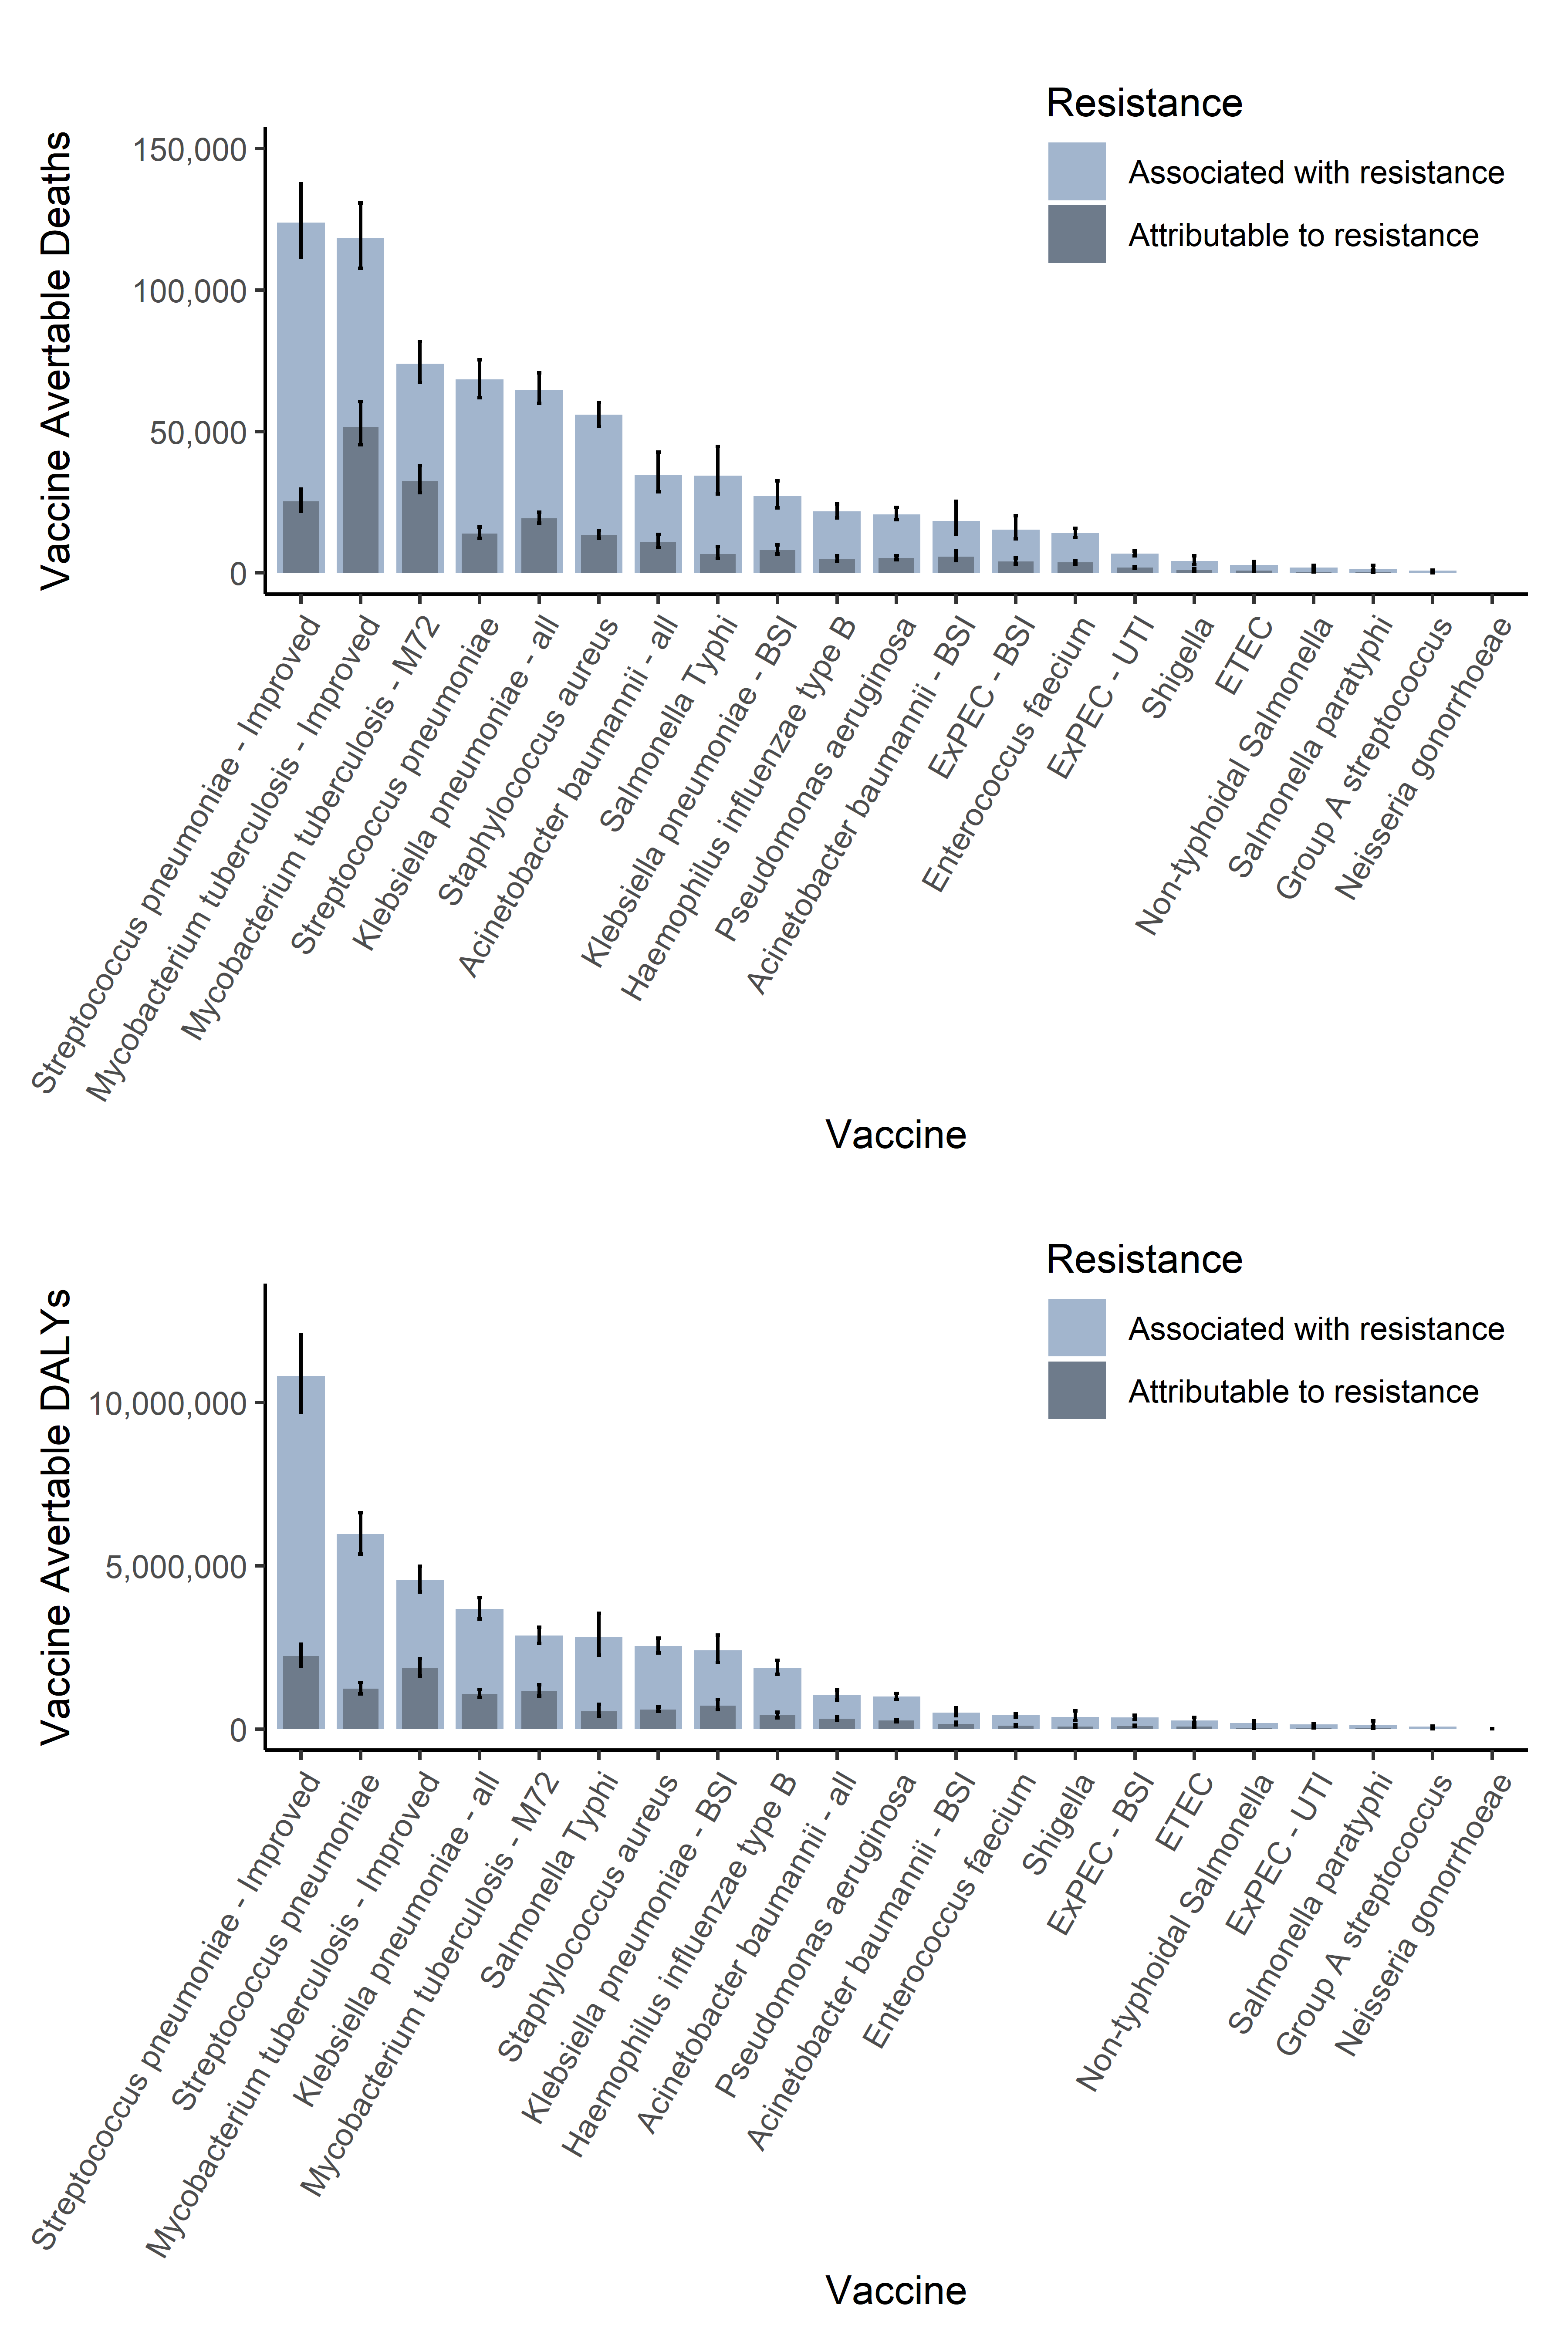 Resistance
Associated with resistance
Attributable to resistance
Vaccine Avertable Deaths
150,000
100,000
50,000
0
Streptococcus pneumoniae - Improved
Mycobacterium tuberculosis - Improved
Mycobacterium tuberculosis - M72
Streptococcus pneumoniae
Klebsiella pneumoniae - all
Staphylococcus aureus
Acinetobacter baumannii - all
Salmonella Typhi
Klebsiella pneumoniae - BSI
Haemophilus influenzae type B
Pseudomonas aeruginosa
Acinetobacter baumannii - BSI
ExPEC - BSI
Enterococcus faecium
ExPEC - UTI
Shigella
ETEC
Non-typhoidal Salmonella
Salmonella paratyphi
Group A streptococcus
Neisseria gonorrhoeae
Vaccine
Resistance
Associated with resistance
Attributable to resistance
Vaccine Avertable DALYs
10,000,000
5,000,000
0
Streptococcus pneumoniae - Improved
Streptococcus pneumoniae
Mycobacterium tuberculosis - Improved
Klebsiella pneumoniae - all
Mycobacterium tuberculosis - M72
Salmonella Typhi
Staphylococcus aureus
Klebsiella pneumoniae - BSI
Haemophilus influenzae type B
Acinetobacter baumannii - all
Pseudomonas aeruginosa
Acinetobacter baumannii - BSI
Enterococcus faecium
Shigella
ExPEC - BSI
ETEC
Non-typhoidal Salmonella
ExPEC - UTI
Salmonella paratyphi
Group A streptococcus
Neisseria gonorrhoeae
Vaccine